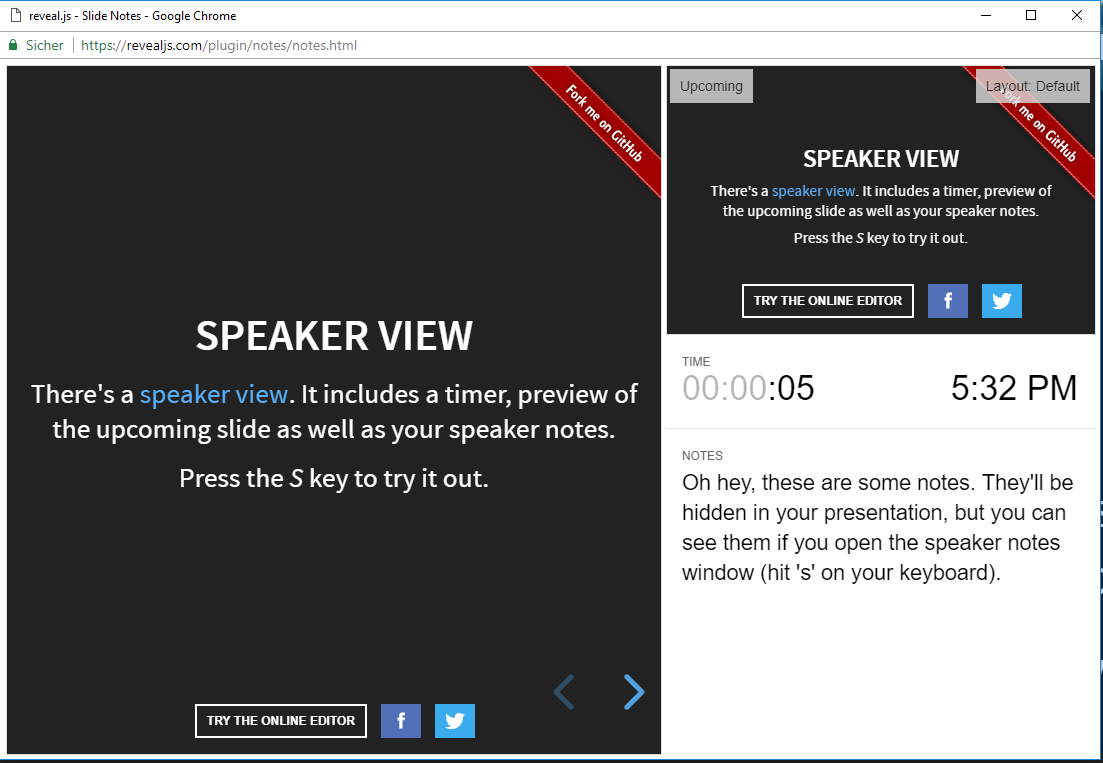 reveal.js - Slide Notes - Google Chrome
Sicher
https://revealjs.com/plugin/notes/notes.html
Fork me on GitHub
SPEAKER VIEW
There's a speaker view. It includes a timer, preview of
the upcoming slide as well as your speaker notes.
Press the S key to try it out.
TRY THE ONLINE EDITOR
f
Upcoming
Layout: Default
Fork me on GitHub
SPEAKER VIEW
There's a speaker view. It includes a timer, preview of
the upcoming slide as well as your speaker notes.
Press the S key to try it out.
TRY THE ONLINE EDITOR
f
TIME
00:00:05 5:32 PM
NOTES
Oh hey, these are some notes. They'll be
hidden in your presentation, but you can
see them if you open the speaker notes
window (hit 's' on your keyboard).